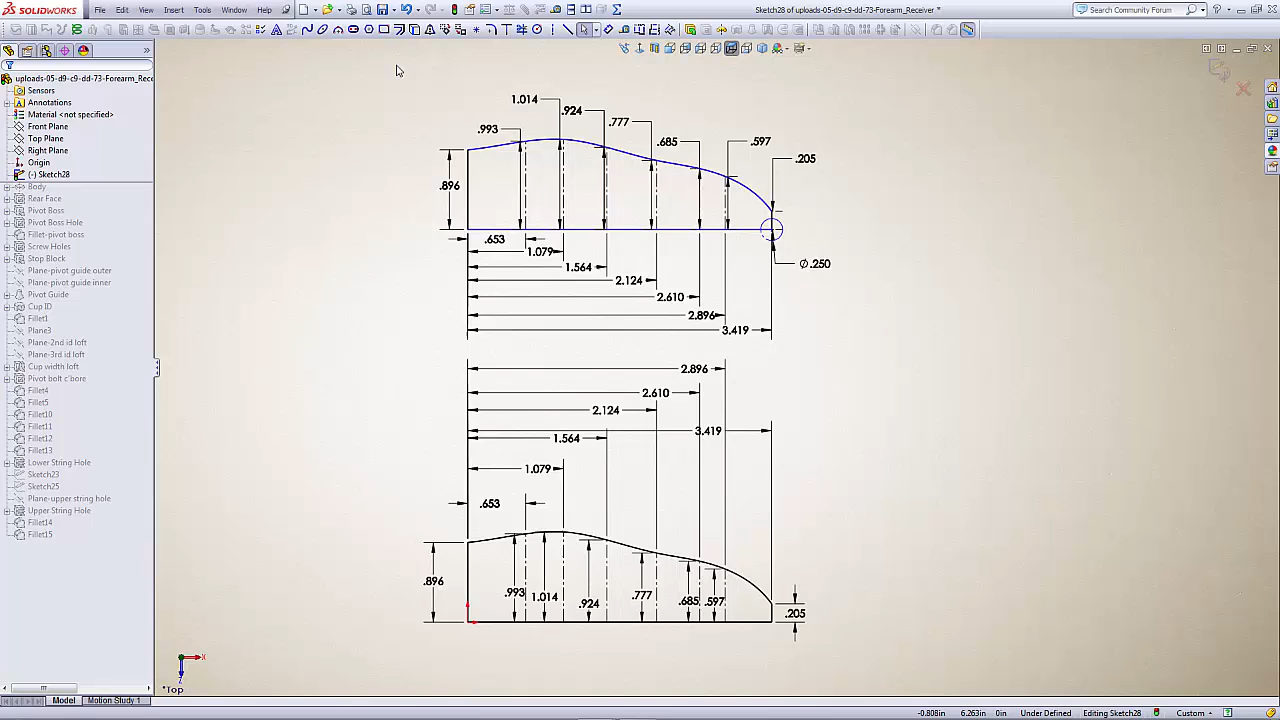 SOLIDWORKS File Edit View Insert Tools Window Help
Sketch28 of uploads-05-d9-c9-dd-73-Forearm_Receiver *
Search Community Forum
uploads-05-d9-c9-dd-73-Forearm_Rece
Sensors
Annotations
Material <not specified>
Front Plane
Top Plane
Right Plane
Origin
(-) Sketch28
Body
Rear Face
Pivot Boss
Pivot Boss Hole
Fillet-pivot boss
Screw Holes
Stop Block
Plane-pivot guide outer
Plane-pivot guide inner
Pivot Guide
Cup ID
Fillet1
Plane3
Plane-2nd id loft
Plane-3rd id loft
Cup width loft
Pivot bolt c'bore
Fillet4
Fillet5
Fillet10
Fillet11
Fillet12
Fillet13
Lower String Hole
Sketch23
Sketch25
Plane-upper string hole
Upper String Hole
Fillet14
Fillet15
1.014
.924
.777
.993
.685
.597
.205
.896
.653
1.079
1.564
2.124
2.610
2.896
3.419
Ø.250
2.896
2.610
2.124
3.419
1.564
1.079
.653
.896
.993
1.014
.924
.777
.685
.597
.205
X
Z
*Top
Model Motion Study 1
-0.808in 6.263in 0in Under Defined Editing Sketch28 Custom